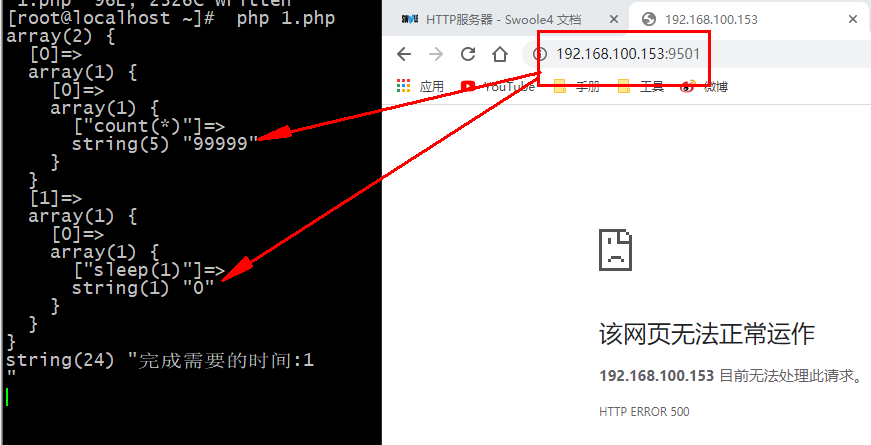 1.php" 96L, 2326C written
[root@localhost ~]#  php 1.php
array(2) {
  [0]=>
  array(1) {
    [0]=>
    array(1) {
      ["count(*)"]=>
      string(5) "99999"
    }
  }
  [1]=>
  array(1) {
    [0]=>
    array(1) {
      ["sleep(1)"]=>
      string(1) "0"
    }
  }
}
string(24) "完成需要的时间:1
"
SWOOLE HTTP服务器 - Swoole4 文档
192.168.100.153
192.168.100.153:9501
应用 YouTube 手册 工具 微博
该网页无法正常运作
192.168.100.153 目前无法处理此请求。
HTTP ERROR 500